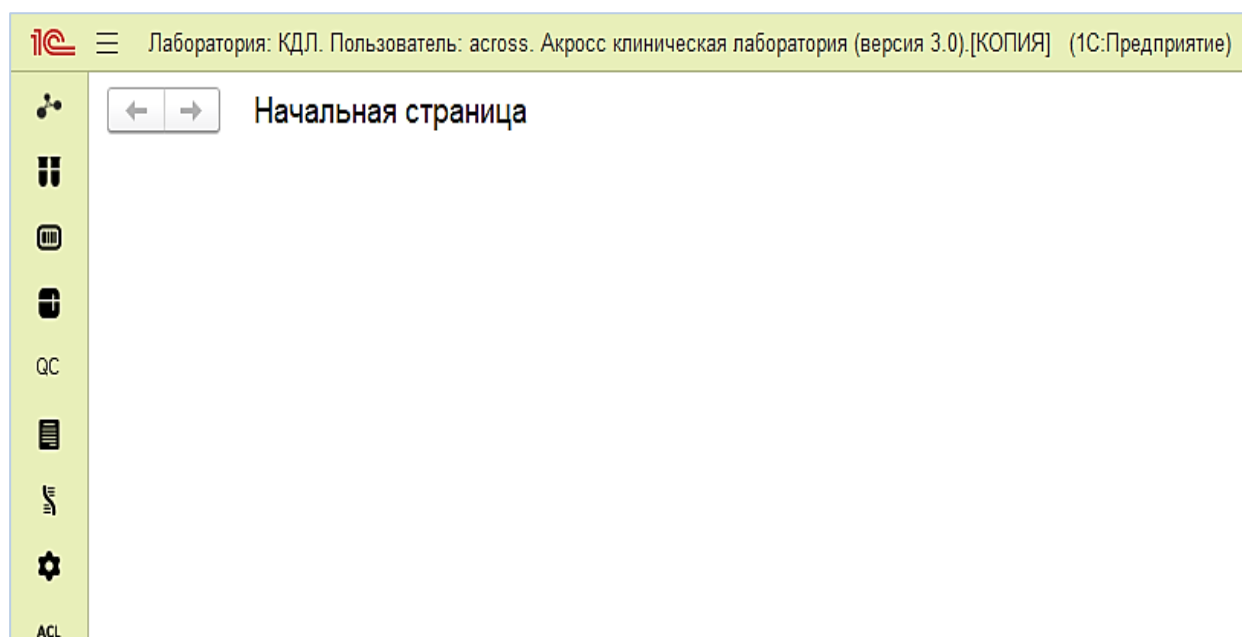 1С Лаборатория: КДЛ. Пользователь: across. Акросс клиническая лаборатория (версия 3.0).[КОПИЯ] (1С:Предприятие)
Начальная страница
QC
ACL